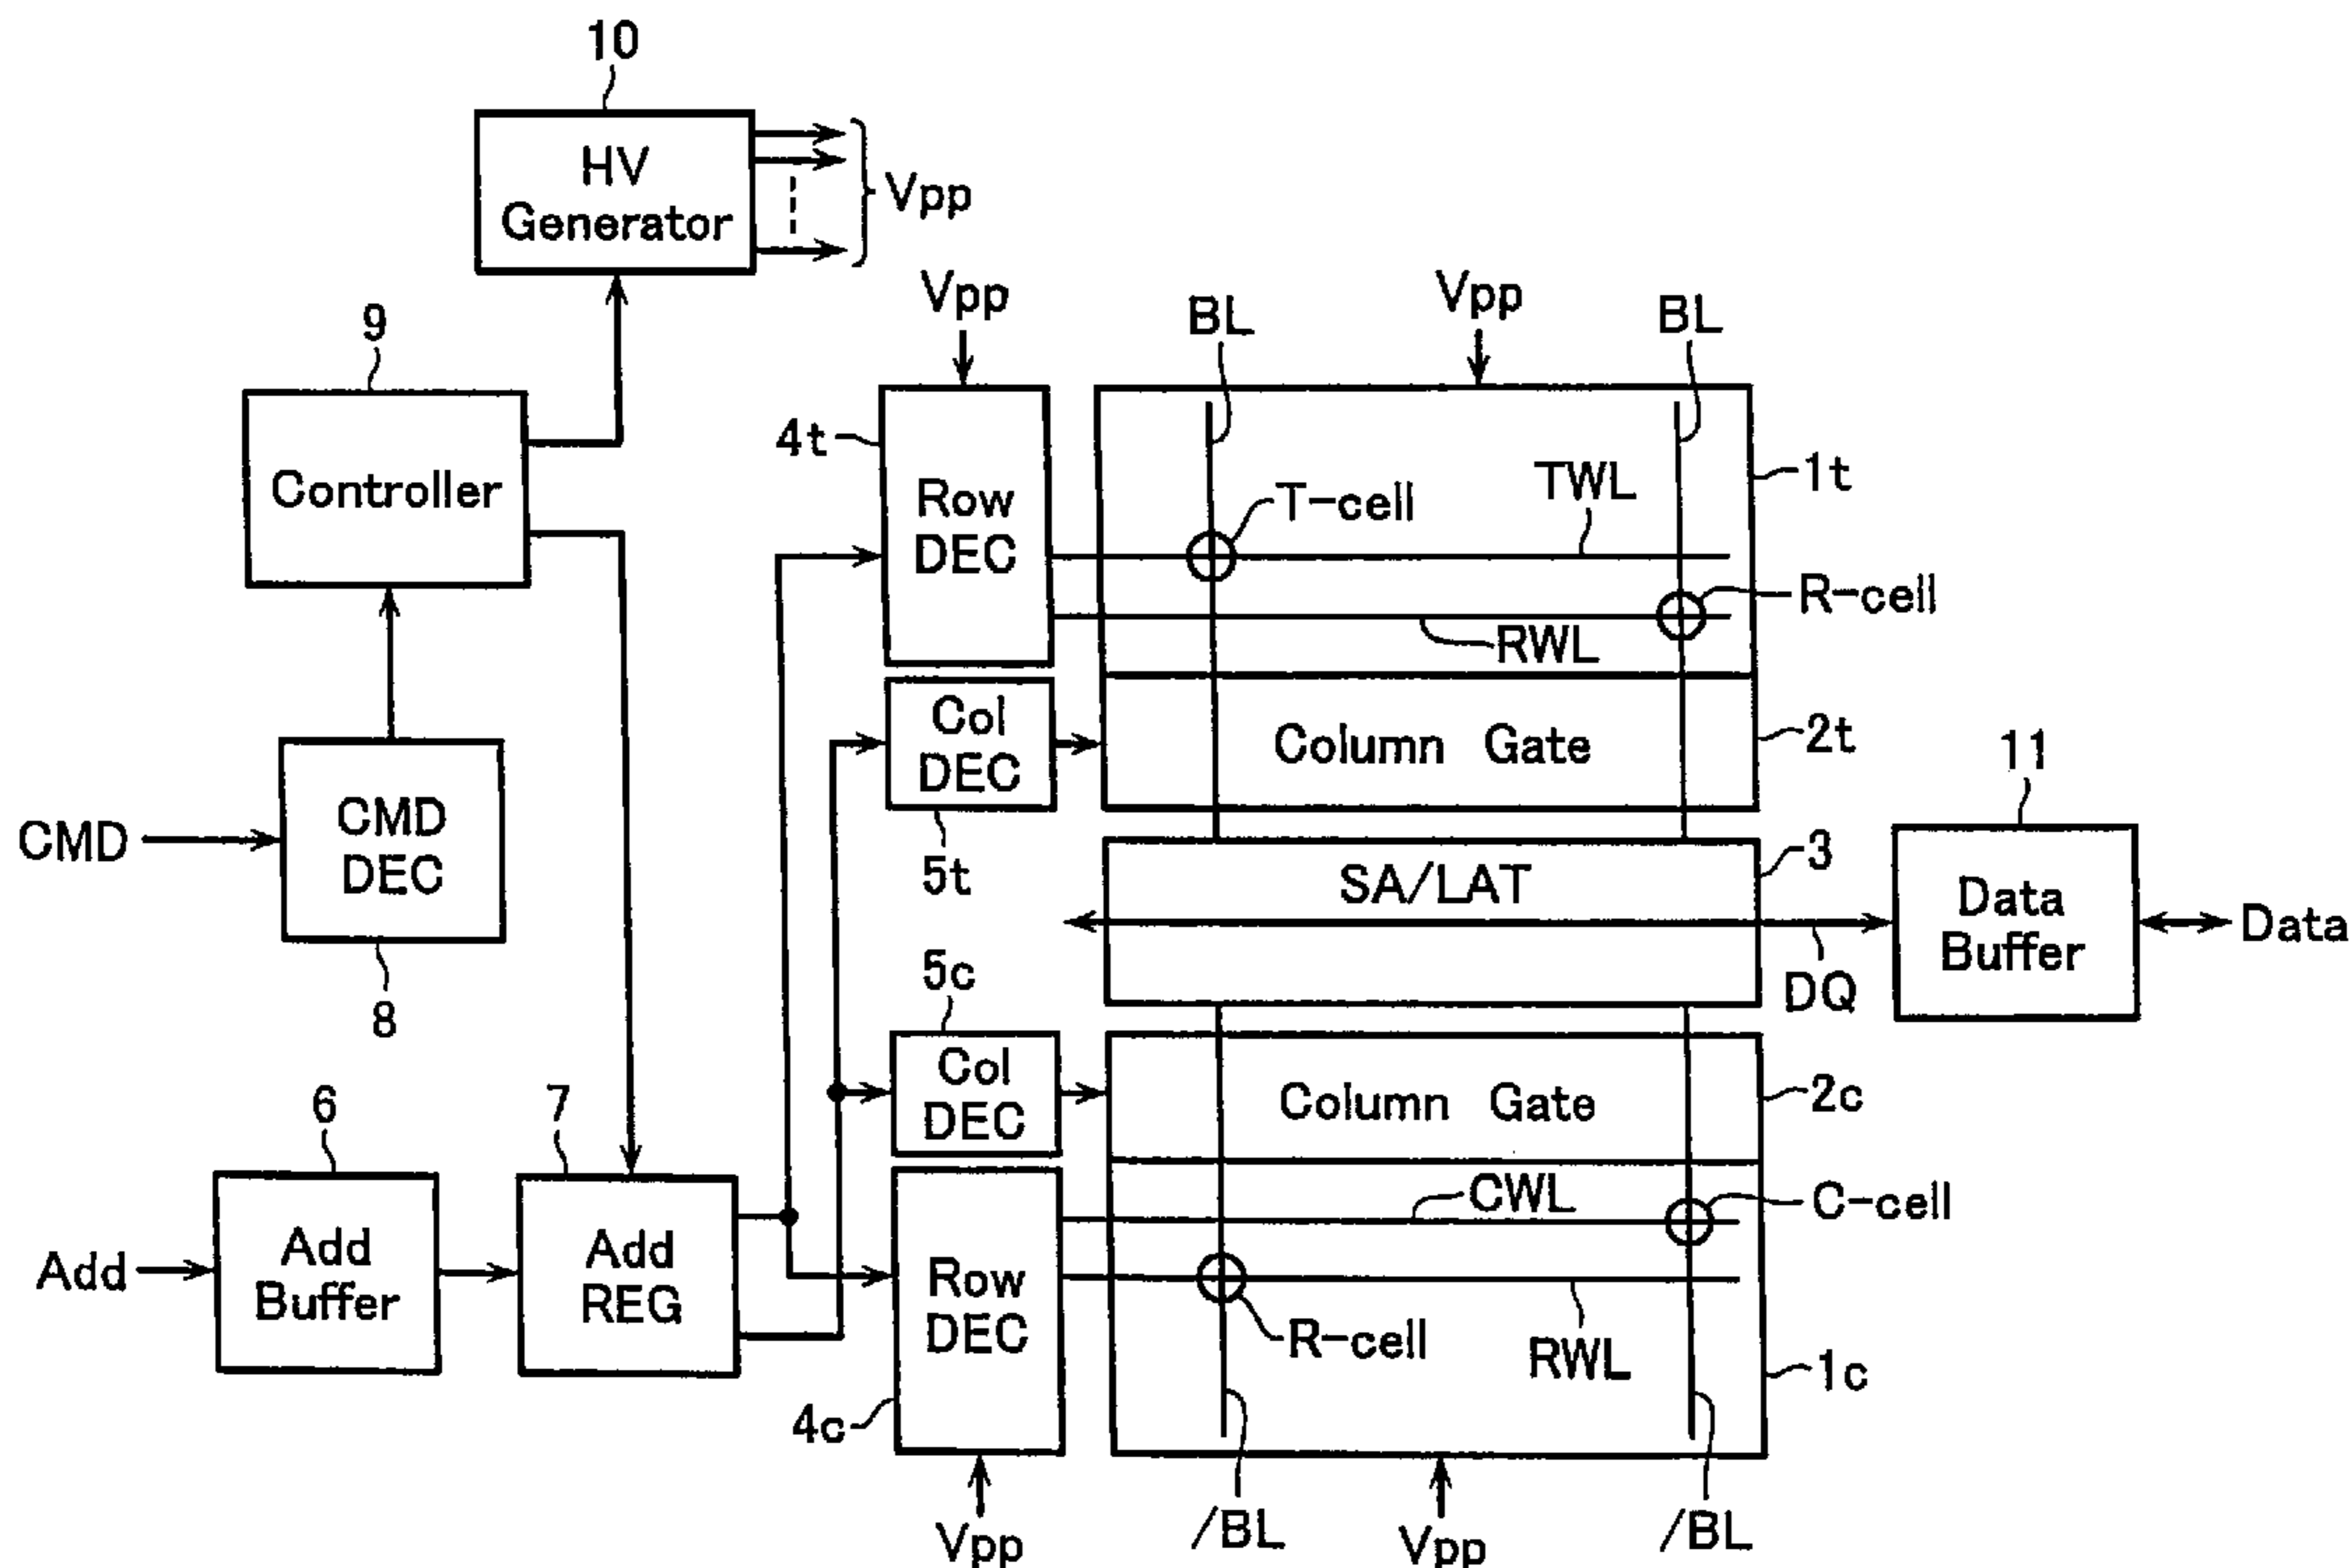 10
HV
Generator
Vpp
9
Controller
Vpp
BL
Vpp
BL
4t
Row
DEC
T-cell
TWL
1t
R-cell
RWL
Col
DEC
5t
Column Gate
2t
11
CMD
CMD
DEC
8
SA/LAT
3
DQ
Data
Buffer
Data
5c
Col
DEC
Column Gate
2c
6
7
Add
Add
Buffer
Add
REG
Row
DEC
4c
CWL
C-cell
R-cell
RWL
1c
Vpp
/BL
Vpp
/BL